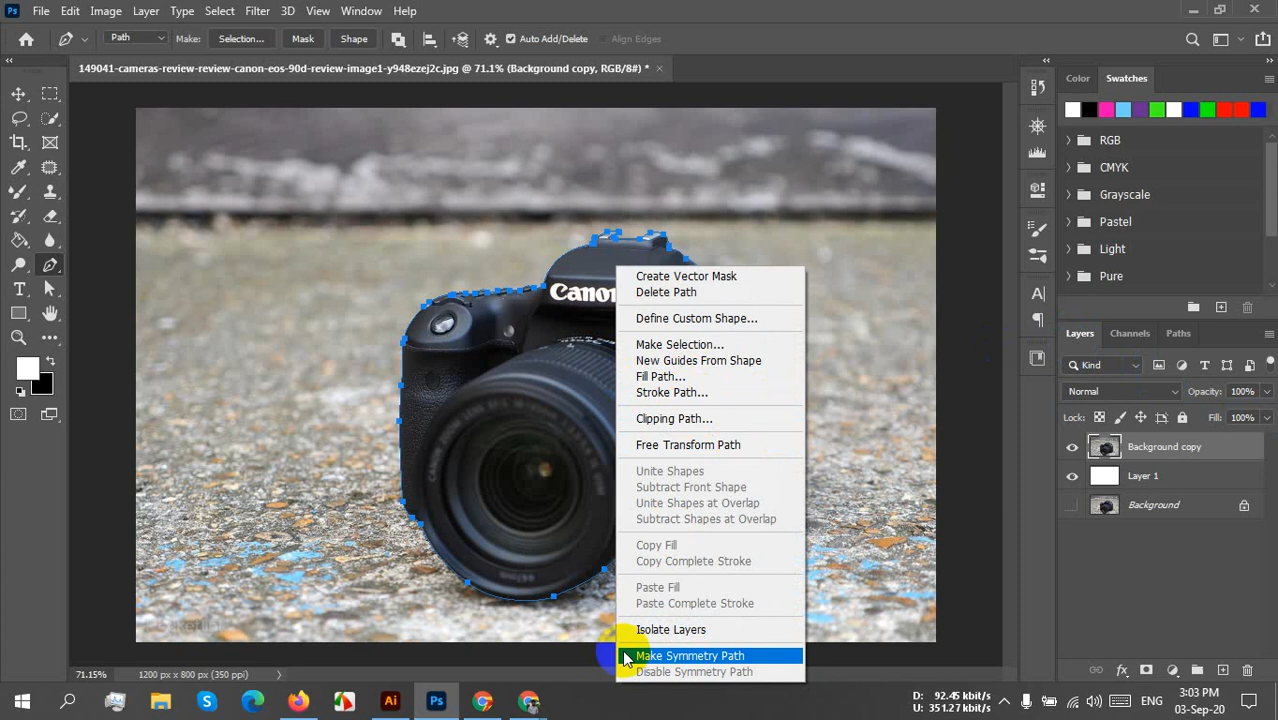 Ps File Edit Image Layer Type Select Filter 3D View Window Help
Path Make: Selection... Mask Shape Auto Add/Delete Align Edges
149041-cameras-review-review-canon-eos-90d-review-image1-y948ezej2c.jpg @ 71.1% (Background copy, RGB/8#) *
Color Swatches
RGB
CMYK
Grayscale
Pastel
Light
Pure
Canon
Create Vector Mask
Delete Path
Define Custom Shape...
Make Selection...
New Guides From Shape
Fill Path...
Stroke Path...
Clipping Path...
Free Transform Path
Unite Shapes
Subtract Front Shape
Unite Shapes at Overlap
Subtract Shapes at Overlap
Copy Fill
Copy Complete Stroke
Paste Fill
Paste Complete Stroke
Isolate Layers
Make Symmetry Path
Disable Symmetry Path
Layers Channels Paths
Kind
Normal Opacity: 100%
Lock: Fill: 100%
Background copy
Layer 1
Background
71.15% 1200 px x 800 px (350 ppi)
Ai Ps
D: 92.45 kbit/s
U: 351.27 kbit/s
ENG
3:03 PM
03-Sep-20